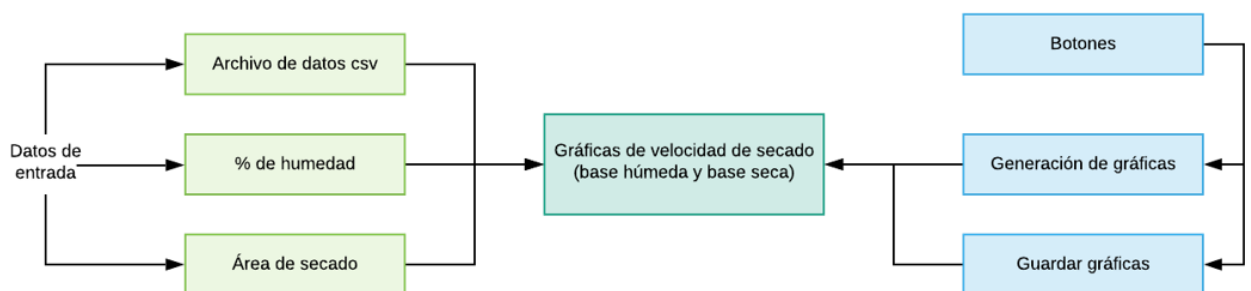 Datos de
entrada
Archivo de datos csv
% de humedad
Área de secado
Gráficas de velocidad de secado
(base húmeda y base seca)
Botones
Generación de gráficas
Guardar gráficas